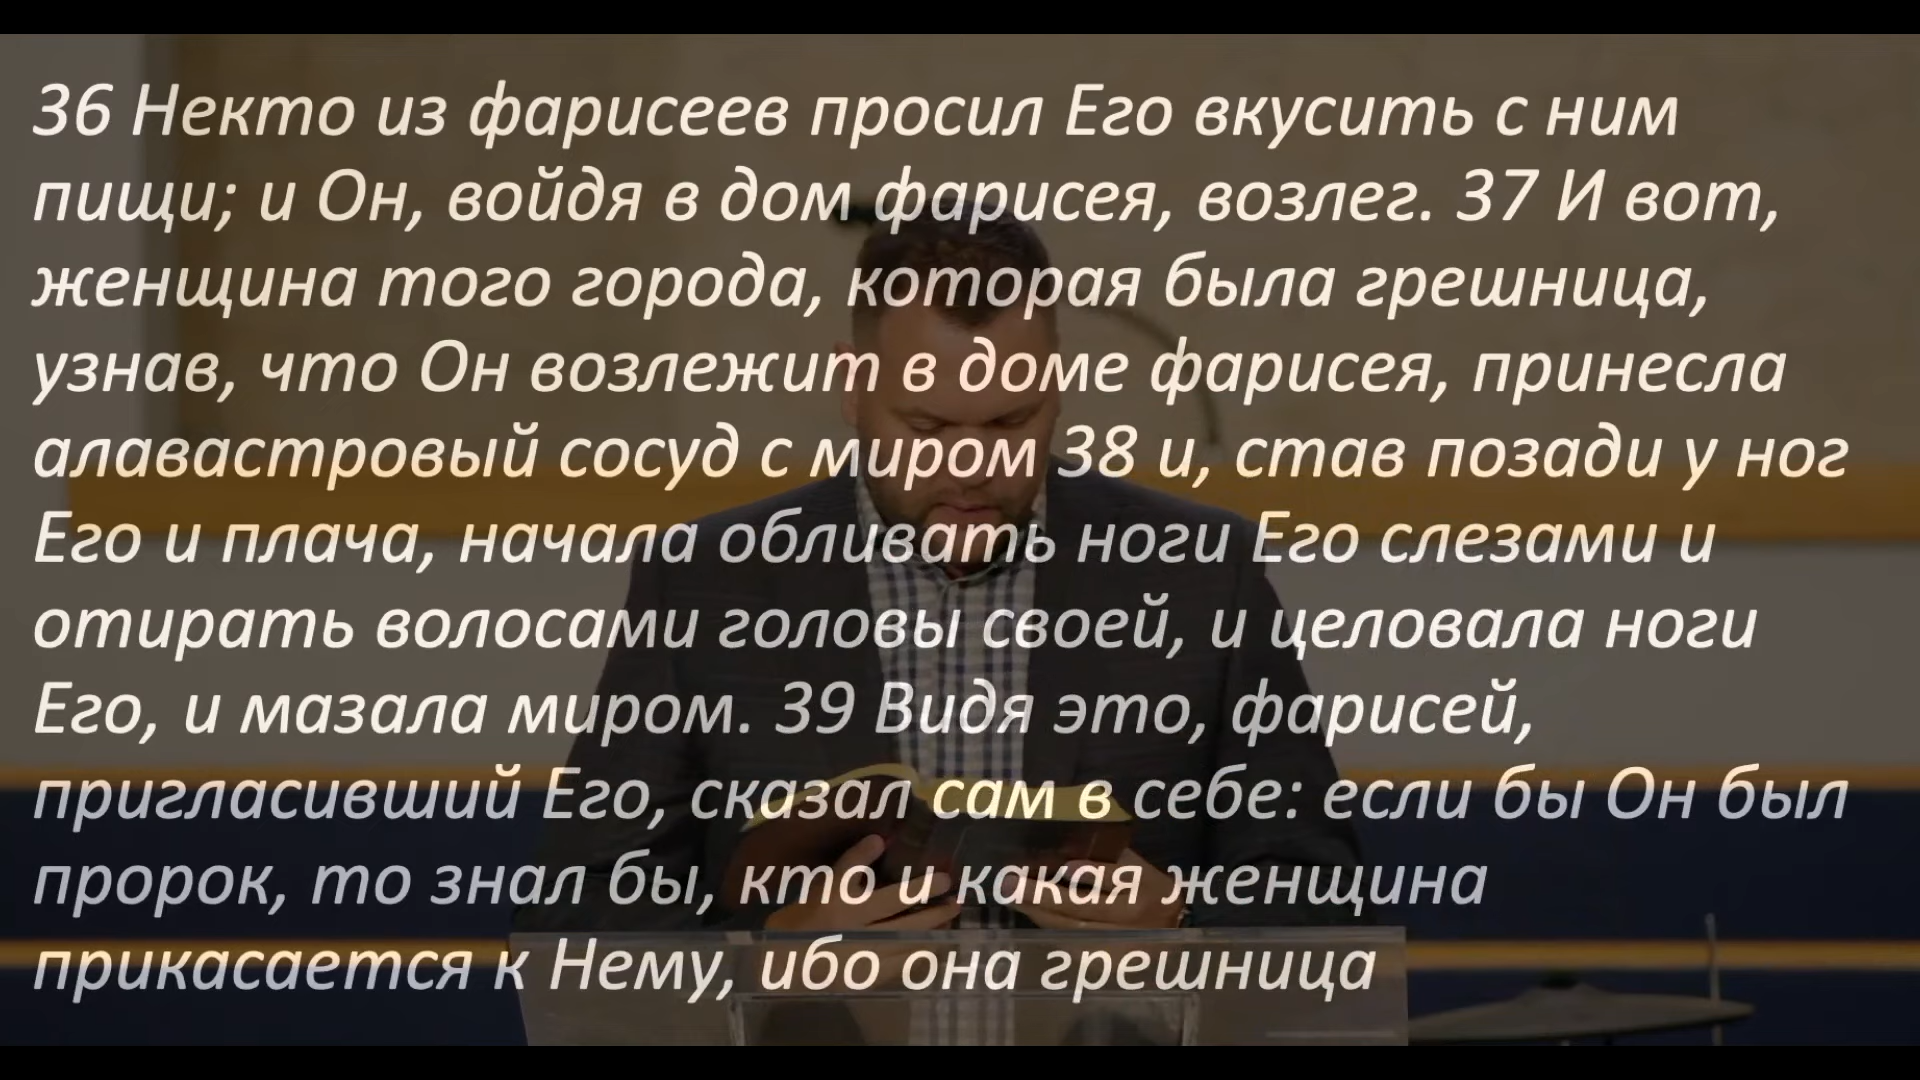 36 Некто из фарисеев просил Его вкусить с ним
пищи; и Он, войдя в дом фарисея, возлег. 37 И вот,
женщина того города, которая была грешница,
узнав, что Он возлежит в доме фарисея, принесла
алавастровый сосуд с миром 38 и, став позади у ног
Его и плача, начала обливать ноги Его слезами и
отирать волосами головы своей, и целовала ноги
Его, и мазала миром. 39 Видя это, фарисей,
пригласивший Его, сказал сам в себе: если бы Он был
пророк, то знал бы, кто и какая женщина
прикасается к Нему, ибо она грешница